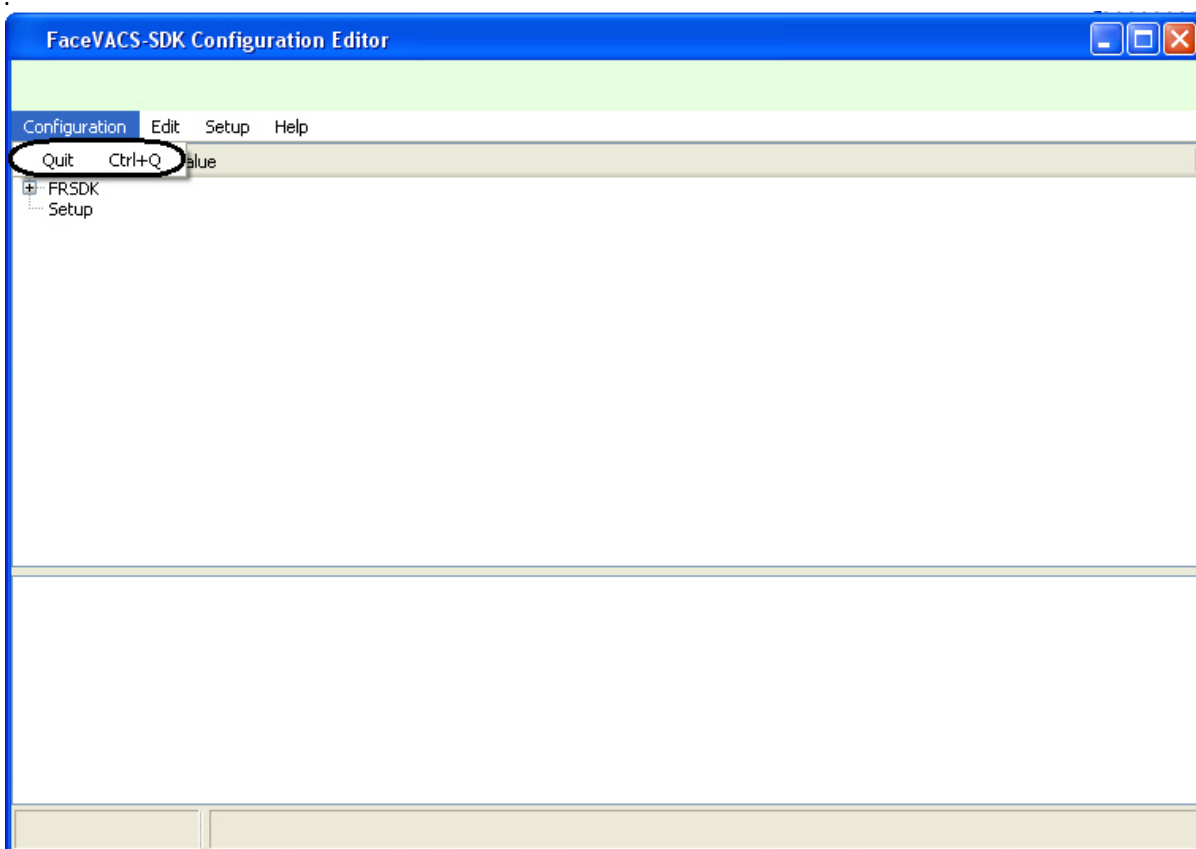 FaceVACS-SDK Configuration Editor
Configuration Edit Setup Help
Quit Ctrl+Q alue
FRSDK
Setup